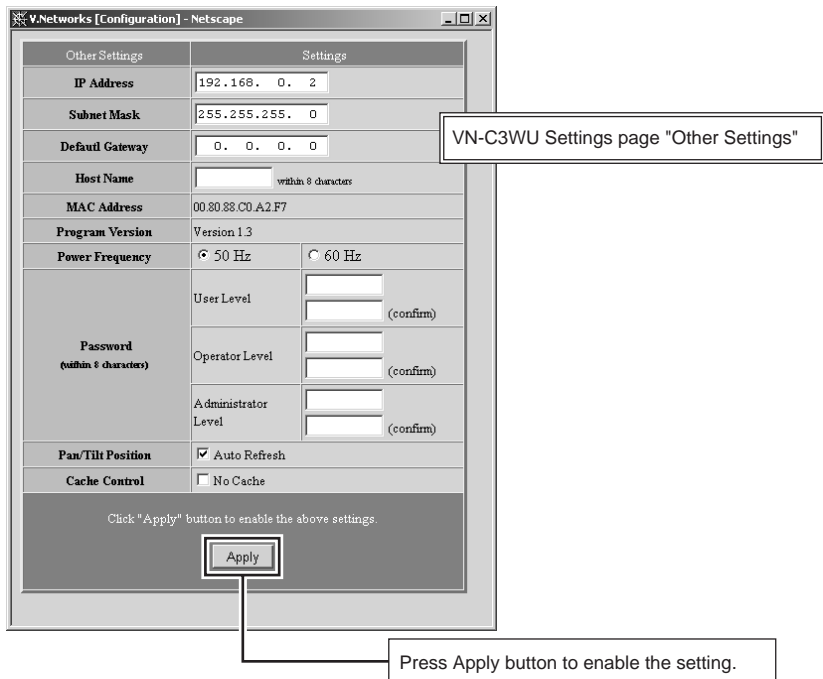 V.Networks [Configuration] - Netscape
Other Settings Settings
IP Address 192.168. 0. 2
Subnet Mask 255.255.255. 0
VN-C3WU Settings page "Other Settings"
Defautl Gateway 0. 0. 0. 0
Host Name within 8 characters
MAC Address 00.80.88.C0.A2.F7
Program Version Version 1.3
Power Frequency 50 Hz 60 Hz
User Level
(confirm)
Password
(within 8 characters)
Operator Level
(confirm)
Administrator
Level
(confirm)
Pan/Tilt Position Auto Refresh
Cache Control No Cache
Click "Apply" button to enable the above settings.
Apply
Press Apply button to enable the setting.